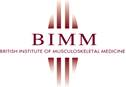 BIMM
BRITISH INSTITUTE OF MUSCULOSKELETAL MEDICINE